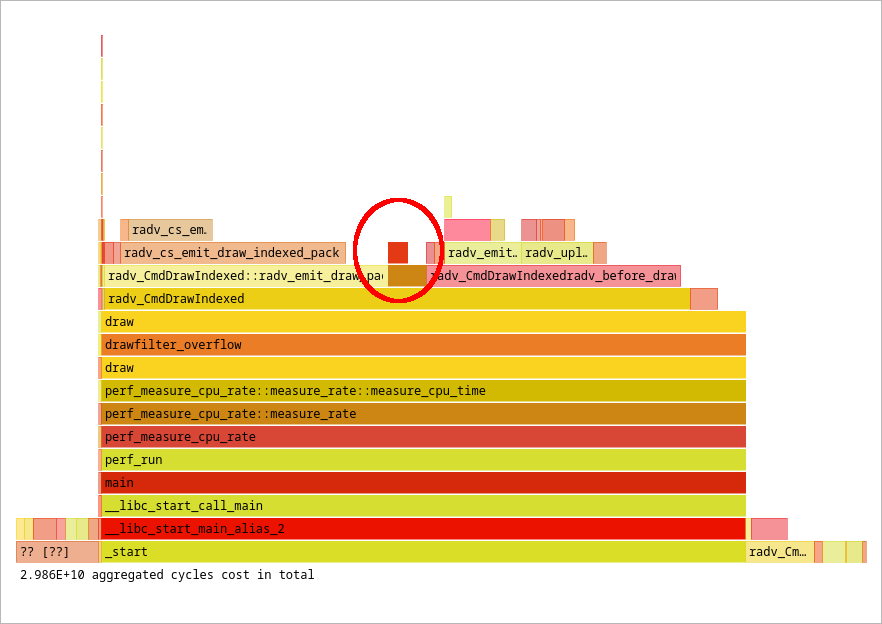 radv_cs_em…
radv_cs_emit_draw_indexed_pack
radv_emit…
radv_upl…
radv_CmdDrawIndexed::radv_emit_draw_pac
radv_CmdDrawIndexedradv_before_dra
radv_CmdDrawIndexed
draw
drawfilter_overflow
draw
perf_measure_cpu_rate::measure_rate::measure_cpu_time
perf_measure_cpu_rate::measure_rate
perf_measure_cpu_rate
perf_run
main
__libc_start_call_main
__libc_start_main_alias_2
?? [??]
_start
radv_Cm…
2.986E+10 aggregated cycles cost in total